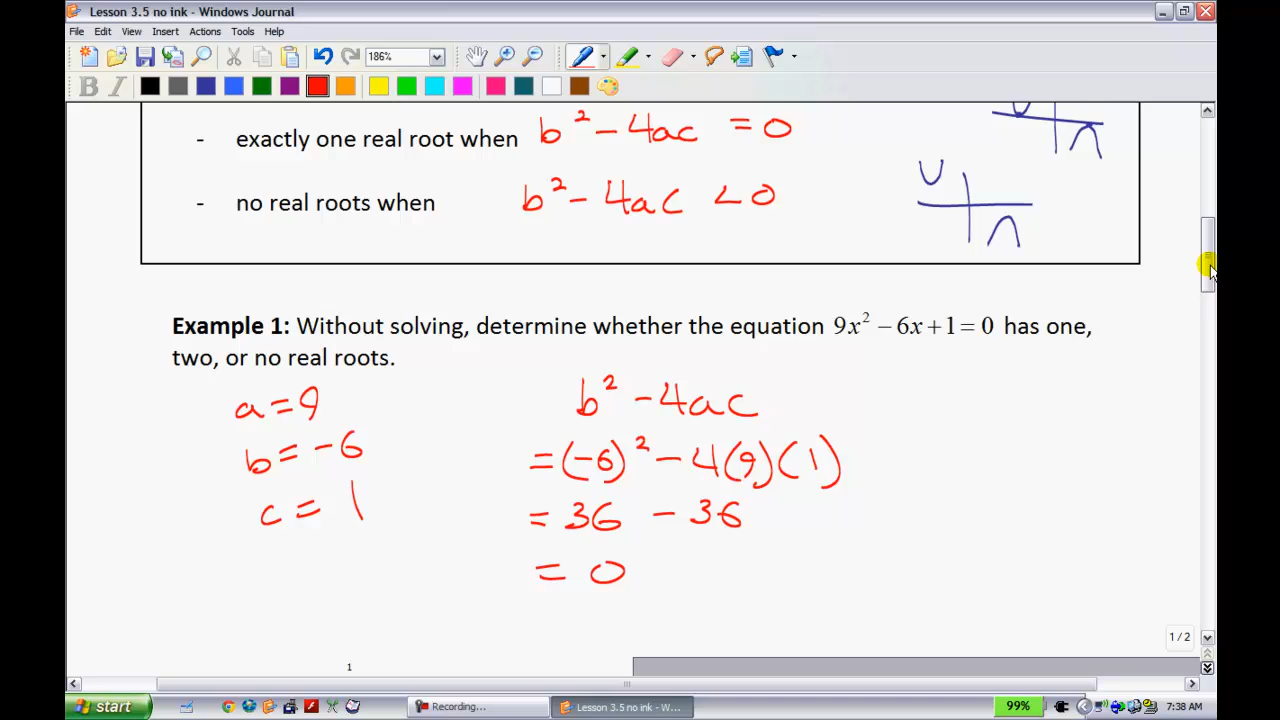 Lesson 3.5 no ink - Windows Journal
File Edit View Insert Actions Tools Help
186%
B I
- exactly one real root when b² - 4ac = 0
- no real roots when b² - 4ac < 0
Example 1: Without solving, determine whether the equation 9x² - 6x + 1 = 0 has one,
two, or no real roots.
a = 9
b = -6
c = 1
b² - 4ac
= (-6)² - 4(9)(1)
= 36 - 36
= 0
1 / 2
1
start Recording... Lesson 3.5 no ink - W... 99% 7:38 AM